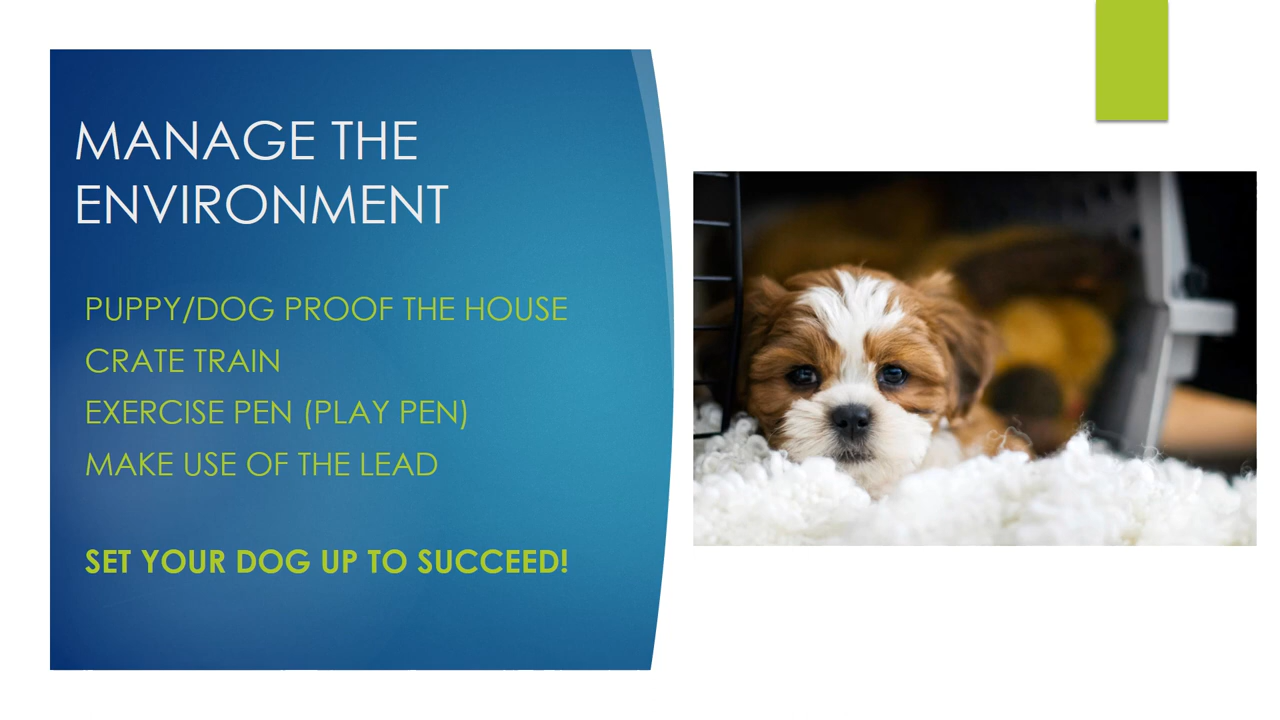 MANAGE THE
ENVIRONMENT
PUPPY/DOG PROOF THE HOUSE
CRATE TRAIN
EXERCISE PEN (PLAY PEN)
MAKE USE OF THE LEAD
SET YOUR DOG UP TO SUCCEED!